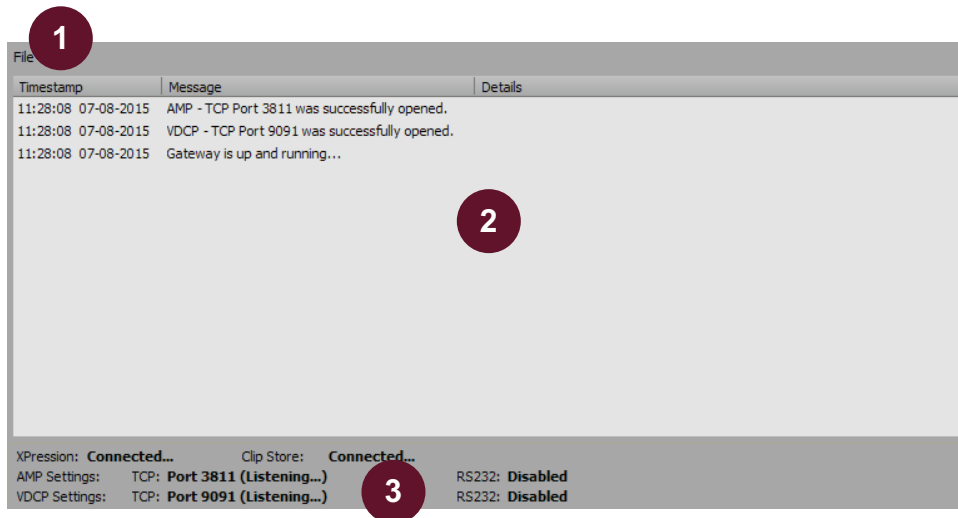 1
File
Timestamp Message Details
11:28:08 07-08-2015 AMP - TCP Port 3811 was successfully opened.
11:28:08 07-08-2015 VDCP - TCP Port 9091 was successfully opened.
11:28:08 07-08-2015 Gateway is up and running...
2
XPression: Connected... Clip Store: Connected...
AMP Settings: TCP: Port 3811 (Listening...) RS232: Disabled
3
VDCP Settings: TCP: Port 9091 (Listening...) RS232: Disabled